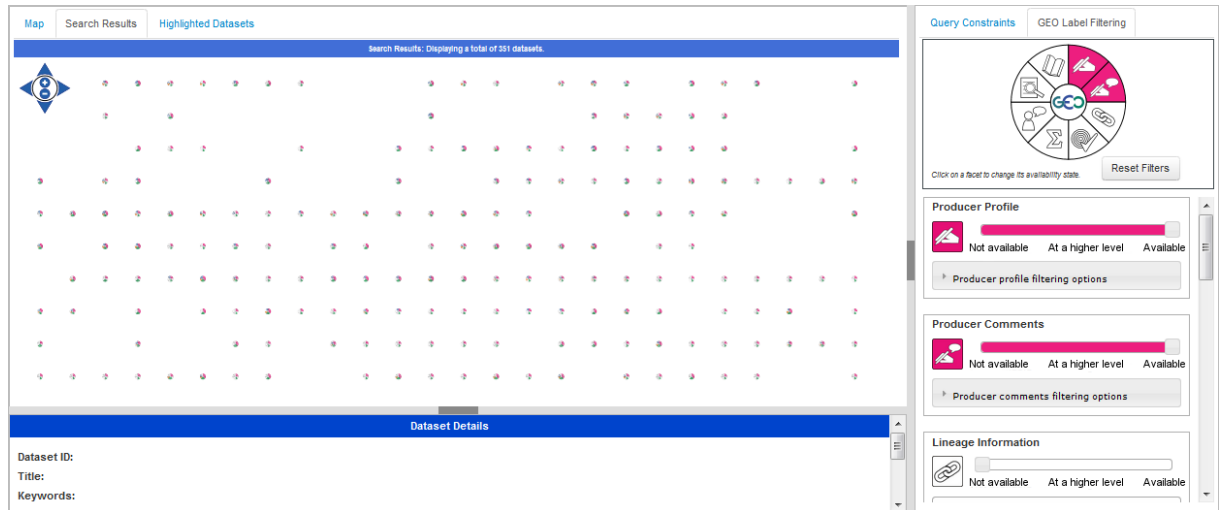 Map Search Results Highlighted Datasets
Search Results: Displaying a total of 351 datasets.
Dataset Details
Dataset ID:
Title:
Keywords:
Query Constraints GEO Label Filtering
GEO
Click on a facet to change its availability state.
Reset Filters
Producer Profile
Not available At a higher level Available
Producer profile filtering options
Producer Comments
Not available At a higher level Available
Producer comments filtering options
Lineage Information
Not available At a higher level Available